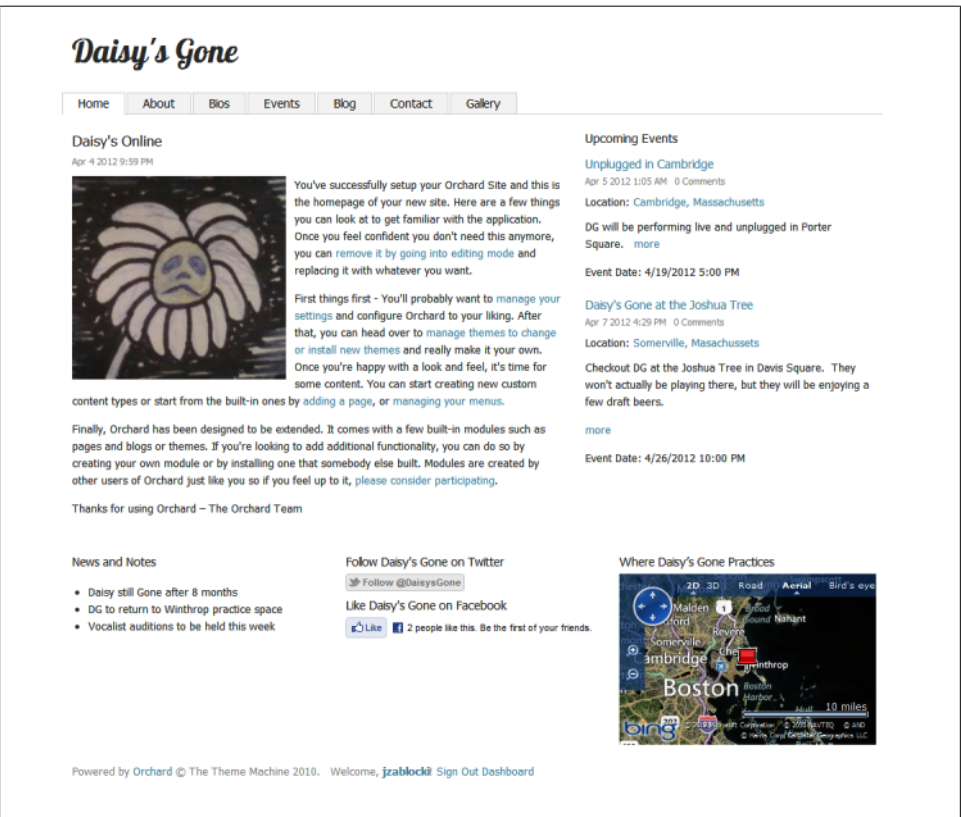 Daisy's Gone
Home About Bios Events Blog Contact Gallery
Daisy's Online
Apr 4 2012 9:59 PM
You've successfully setup your Orchard Site and this is
the homepage of your new site. Here are a few things
you can look at to get familiar with the application.
Once you feel confident you don't need this anymore,
you can remove it by going into editing mode and
replacing it with whatever you want.
First things first - You'll probably want to manage your
settings and configure Orchard to your liking. After
that, you can head over to manage themes to change
or install new themes and really make it your own.
Once you're happy with a look and feel, it's time for
some content. You can start creating new custom
content types or start from the built-in ones by adding a page, or managing your menus.
Finally, Orchard has been designed to be extended. It comes with a few built-in modules such as
pages and blogs or themes. If you're looking to add additional functionality, you can do so by
creating your own module or by installing one that somebody else built. Modules are created by
other users of Orchard just like you so if you feel up to it, please consider participating.
Thanks for using Orchard – The Orchard Team
Upcoming Events
Unplugged in Cambridge
Apr 5 2012 1:05 AM 0 Comments
Location: Cambridge, Massachusetts
DG will be performing live and unplugged in Porter
Square. more
Event Date: 4/19/2012 5:00 PM
Daisy's Gone at the Joshua Tree
Apr 7 2012 4:29 PM 0 Comments
Location: Somerville, Masachussets
Checkout DG at the Joshua Tree in Davis Square. They
won't actually be playing there, but they will be enjoying a
few draft beers.
more
Event Date: 4/26/2012 10:00 PM
News and Notes
Daisy still Gone after 8 months
DG to return to Winthrop practice space
Vocalist auditions to be held this week
Follow Daisy's Gone on Twitter
Follow @DaisysGone
Like Daisy's Gone on Facebook
Like 2 people like this. Be the first of your friends.
Where Daisy's Gone Practices
2D 3D Road Aerial Bird's eye
Malden 1 Broad
Sound Nahant
Revere
Somerville
Cambridge
Winthrop
Boston Boston
Harbor
10 miles
bing
Powered by Orchard © The Theme Machine 2010. Welcome, jzablocki! Sign Out Dashboard